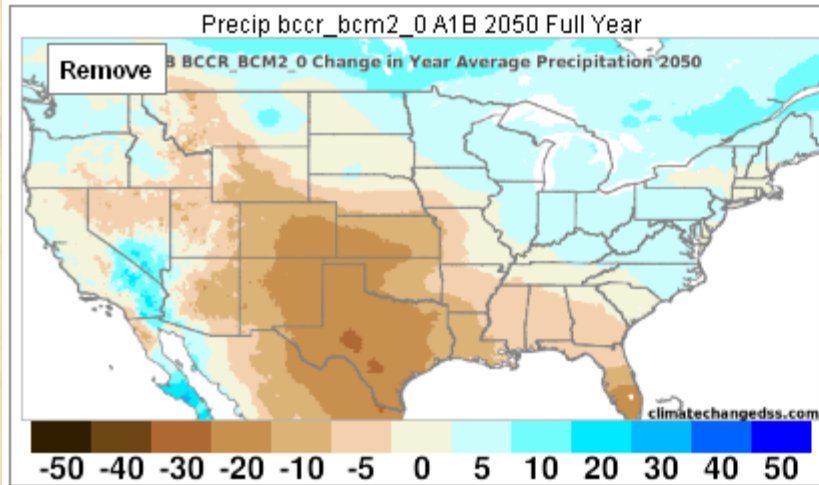 Precip bccr_bcm2_0 A1B 2050 Full Year
Remove
B BCCR_BCM2_0 Change in Year Average Precipitation 2050
climatechangedss.com
-50 -40 -30 -20 -10 -5 0 5 10 20 30 40 50